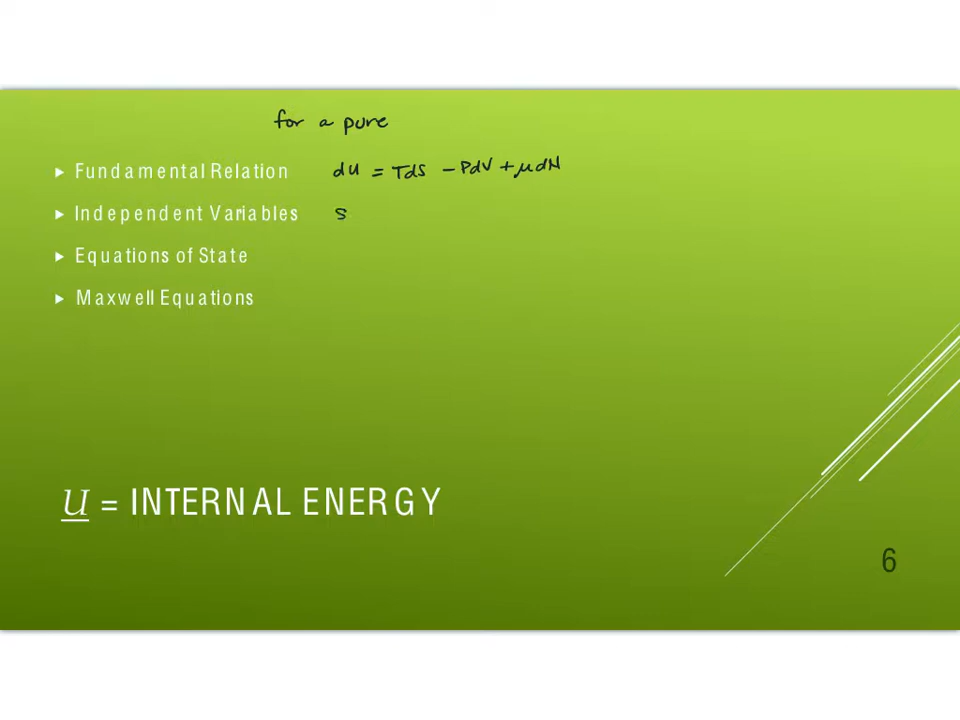 for a pure
▸ Fundamental Relation du = TdS - PdV + μdN
▸ Independent Variables S
▸ Equations of State
▸ Maxwell Equations
U = INTERNAL ENERGY
6